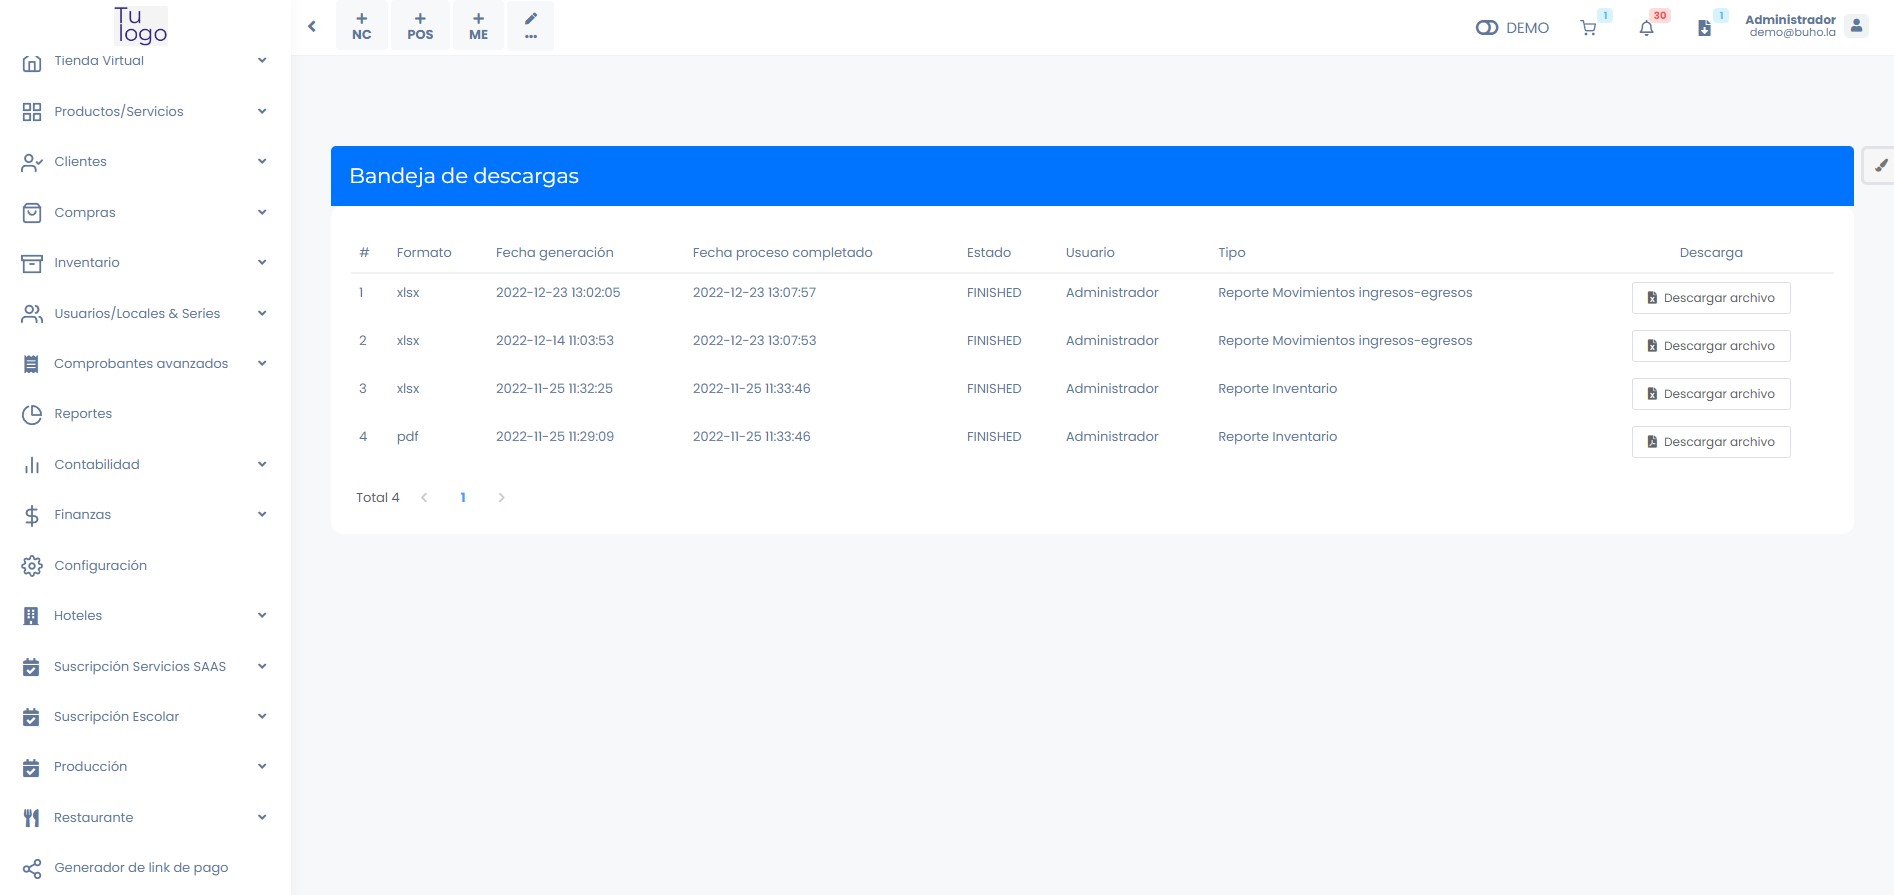 Tu
logo
NC
POS
ME
...
DEMO
1
30
1
Administrador
demo@buho.la
Tienda Virtual
Productos/Servicios
Clientes
Compras
Inventario
Usuarios/Locales & Series
Comprobantes avanzados
Reportes
Contabilidad
Finanzas
Configuración
Hoteles
Suscripción Servicios SAAS
Suscripción Escolar
Producción
Restaurante
Generador de link de pago
Bandeja de descargas
# Formato Fecha generación Fecha proceso completado Estado Usuario Tipo Descarga
1 xlsx 2022-12-23 13:02:05 2022-12-23 13:07:57 FINISHED Administrador Reporte Movimientos ingresos-egresos Descargar archivo
2 xlsx 2022-12-14 11:03:53 2022-12-23 13:07:53 FINISHED Administrador Reporte Movimientos ingresos-egresos Descargar archivo
3 xlsx 2022-11-25 11:32:25 2022-11-25 11:33:46 FINISHED Administrador Reporte Inventario Descargar archivo
4 pdf 2022-11-25 11:29:09 2022-11-25 11:33:46 FINISHED Administrador Reporte Inventario Descargar archivo
Total 4 1